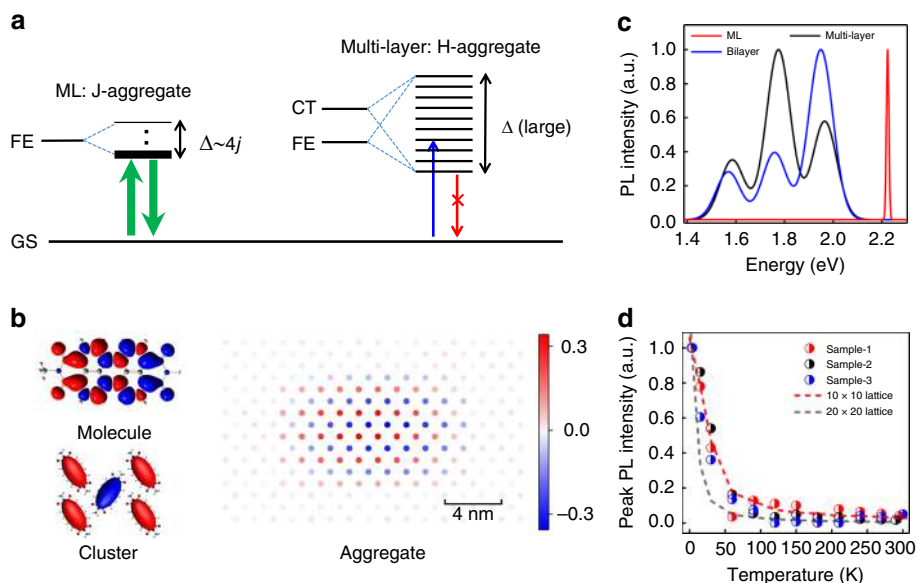 a
Multi-layer: H-aggregate
ML: J-aggregate
CT
FE
FE
Δ~4j
Δ (large)
GS
b
Molecule
Cluster
Aggregate
4 nm
0.3
0.0
−0.3
c
ML
Multi-layer
Bilayer
PL intensity (a.u.)
1.0
0.8
0.6
0.4
0.2
0.0
1.4 1.6 1.8 2.0 2.2
Energy (eV)
d
Sample-1
Sample-2
Sample-3
10 × 10 lattice
20 × 20 lattice
Peak PL intensity (a.u.)
1.0
0.8
0.6
0.4
0.2
0.0
0 50 100 150 200 250 300
Temperature (K)